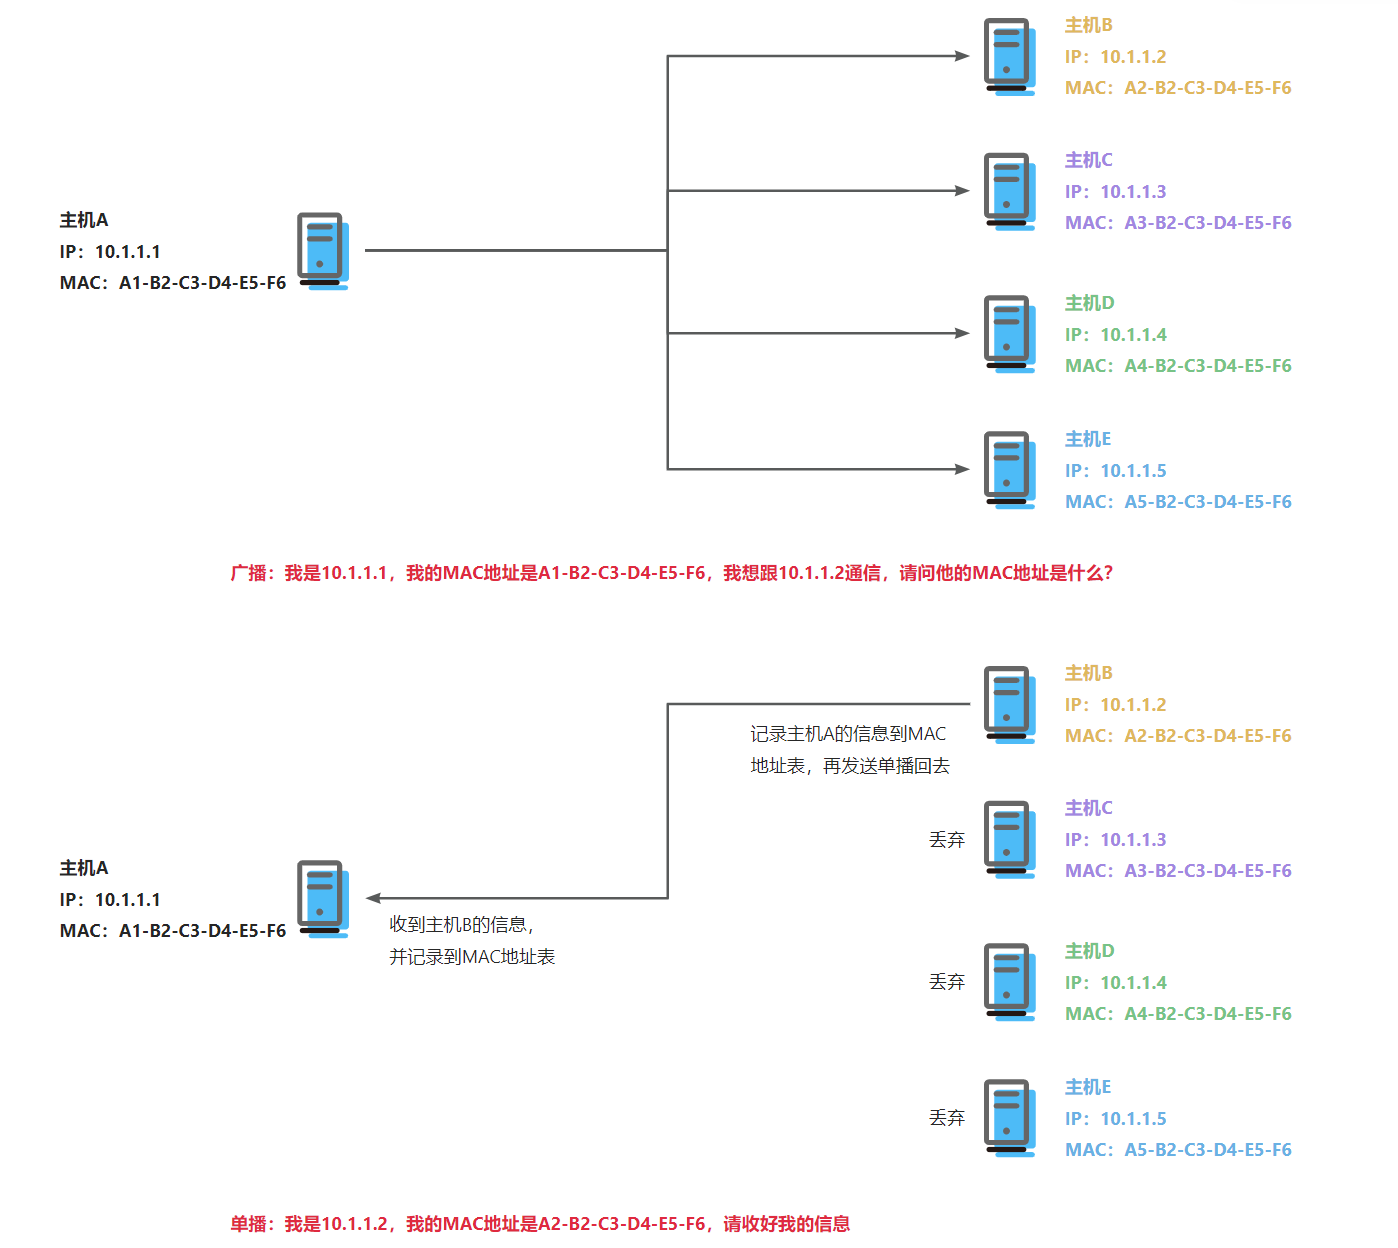 主机B
IP：10.1.1.2
MAC：A2-B2-C3-D4-E5-F6
主机C
IP：10.1.1.3
MAC：A3-B2-C3-D4-E5-F6
主机A
IP：10.1.1.1
MAC：A1-B2-C3-D4-E5-F6
主机D
IP：10.1.1.4
MAC：A4-B2-C3-D4-E5-F6
主机E
IP：10.1.1.5
MAC：A5-B2-C3-D4-E5-F6
广播：我是10.1.1.1，我的MAC地址是A1-B2-C3-D4-E5-F6，我想跟10.1.1.2通信，请问他的MAC地址是什么？
主机B
IP：10.1.1.2
MAC：A2-B2-C3-D4-E5-F6
记录主机A的信息到MAC
地址表，再发送单播回去
丢弃
主机C
IP：10.1.1.3
MAC：A3-B2-C3-D4-E5-F6
主机A
IP：10.1.1.1
MAC：A1-B2-C3-D4-E5-F6
收到主机B的信息，
并记录到MAC地址表
丢弃
主机D
IP：10.1.1.4
MAC：A4-B2-C3-D4-E5-F6
丢弃
主机E
IP：10.1.1.5
MAC：A5-B2-C3-D4-E5-F6
单播：我是10.1.1.2，我的MAC地址是A2-B2-C3-D4-E5-F6，请收好我的信息